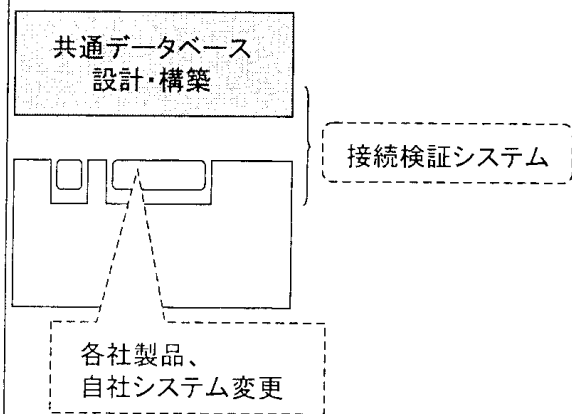 共通データベース
設計・構築
接続検証システム
各社製品、
自社システム変更